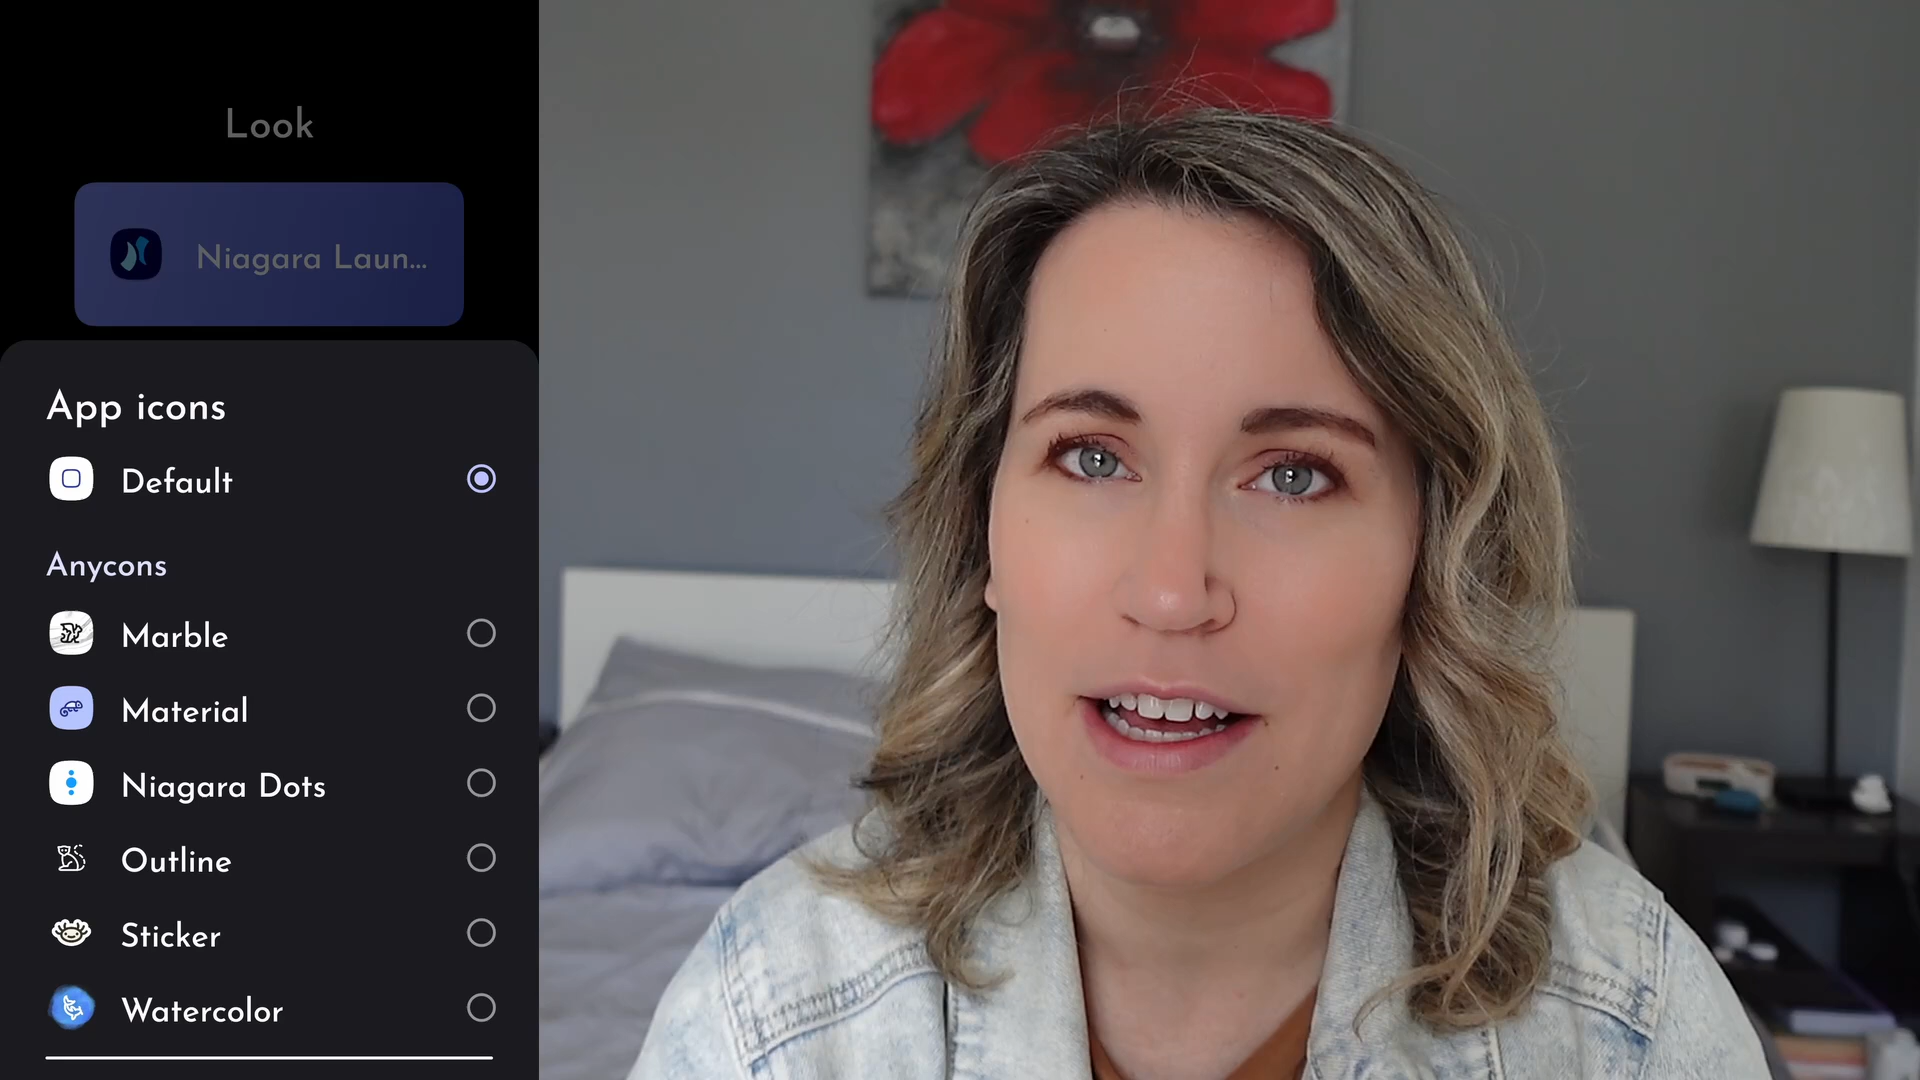 Look
Niagara Laun...
App icons
Default
Anycons
Marble
Material
Niagara Dots
Outline
Sticker
Watercolor